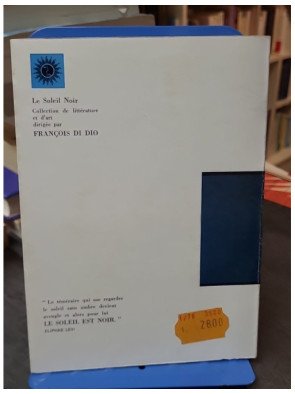 Le Soleil Noir
Collection de littérature
et d'art
dirigée par
FRANÇOIS DI DIO
" Le téméraire qui ose regarder
le soleil sans ombre devient
aveugle et alors pour lui
LE SOLEIL EST NOIR. "
ELIPHAS LEVI
2800